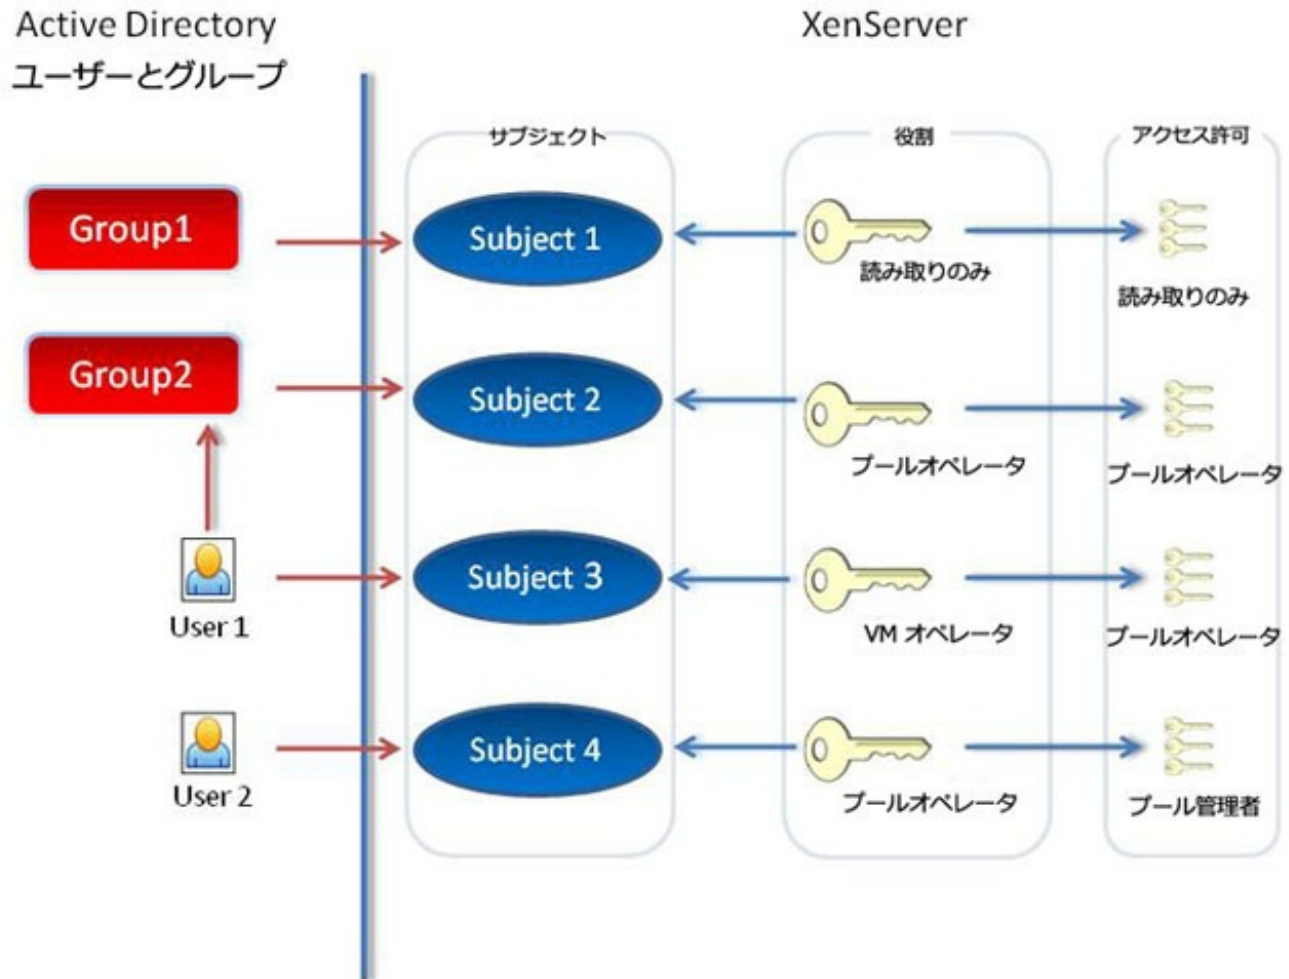 Active Directory
ユーザーとグループ
XenServer
サブジェクト
役割
アクセス許可
Group1
Subject 1
読み取りのみ
読み取りのみ
Group2
Subject 2
プールオペレータ
プールオペレータ
User 1
Subject 3
VM オペレータ
プールオペレータ
User 2
Subject 4
プールオペレータ
プール管理者